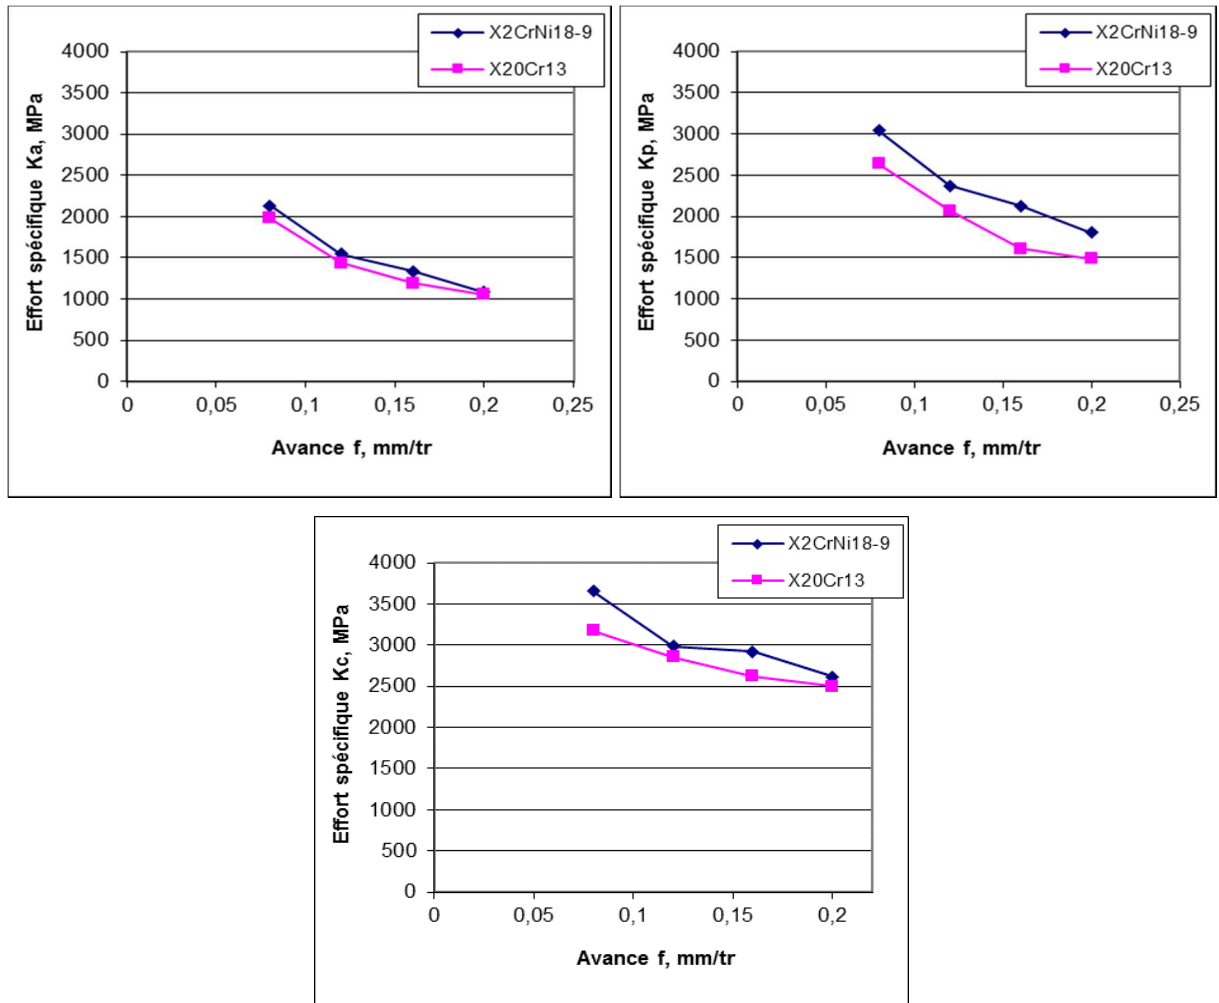 X2CrNi18-9
X20Cr13
4000
3500
3000
2500
2000
1500
1000
500
0
Effort spécifique Ka, MPa
0 0,05 0,1 0,15 0,2 0,25
Avance f, mm/tr
X2CrNi18-9
X20Cr13
4000
3500
3000
2500
2000
1500
1000
500
0
Effort spécifique Kp, MPa
0 0,05 0,1 0,15 0,2 0,25
Avance f, mm/tr
X2CrNi18-9
X20Cr13
4000
3500
3000
2500
2000
1500
1000
500
0
Effort spécifique Kc, MPa
0 0,05 0,1 0,15 0,2
Avance f, mm/tr